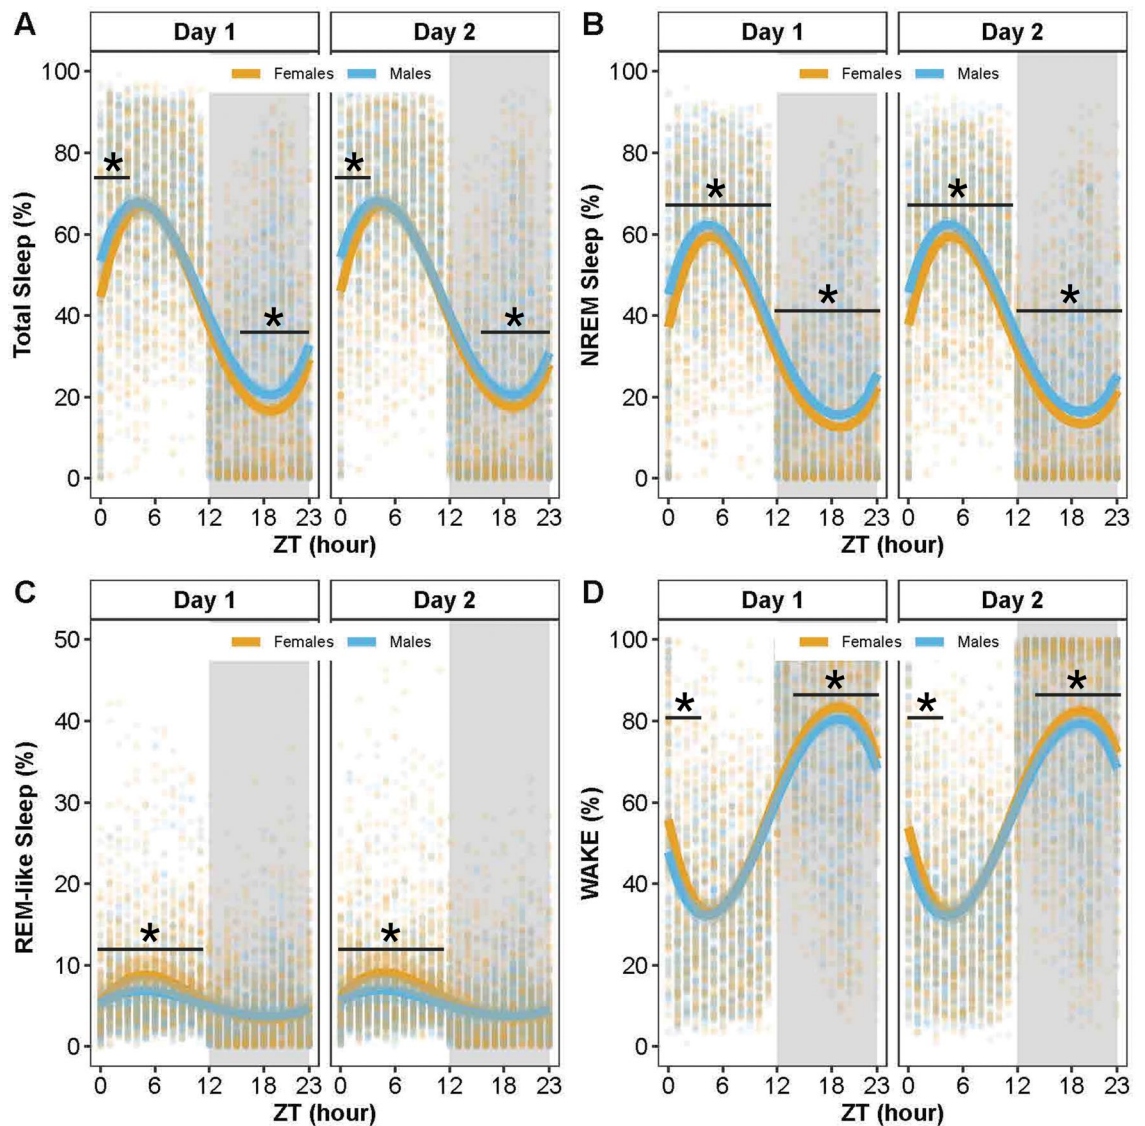 A
Day 1
Day 2
Females
Males
100
80
60
40
20
0
Total Sleep (%)
*
*
*
*
0 6 12 18 23
0 6 12 18 23
ZT (hour)
B
Day 1
Day 2
Females
Males
100
80
60
40
20
0
NREM Sleep (%)
*
*
*
*
0 6 12 18 23
0 6 12 18 23
ZT (hour)
C
Day 1
Day 2
Females
Males
50
40
30
20
10
0
REM-like Sleep (%)
*
*
0 6 12 18 23
0 6 12 18 23
ZT (hour)
D
Day 1
Day 2
Females
Males
100
80
60
40
20
0
WAKE (%)
*
*
*
*
0 6 12 18 23
0 6 12 18 23
ZT (hour)